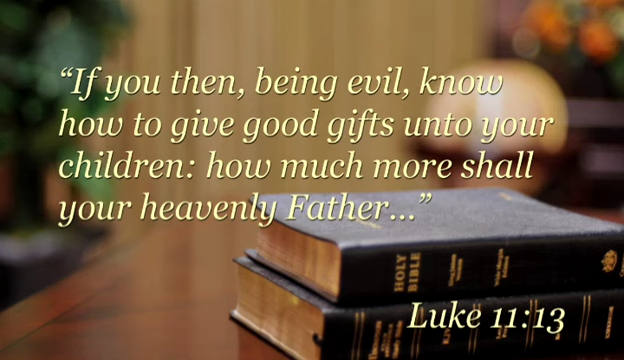 “If you then, being evil, know
how to give good gifts unto your
children: how much more shall
your heavenly Father...”
HOLY
BIBLE
Luke 11:13